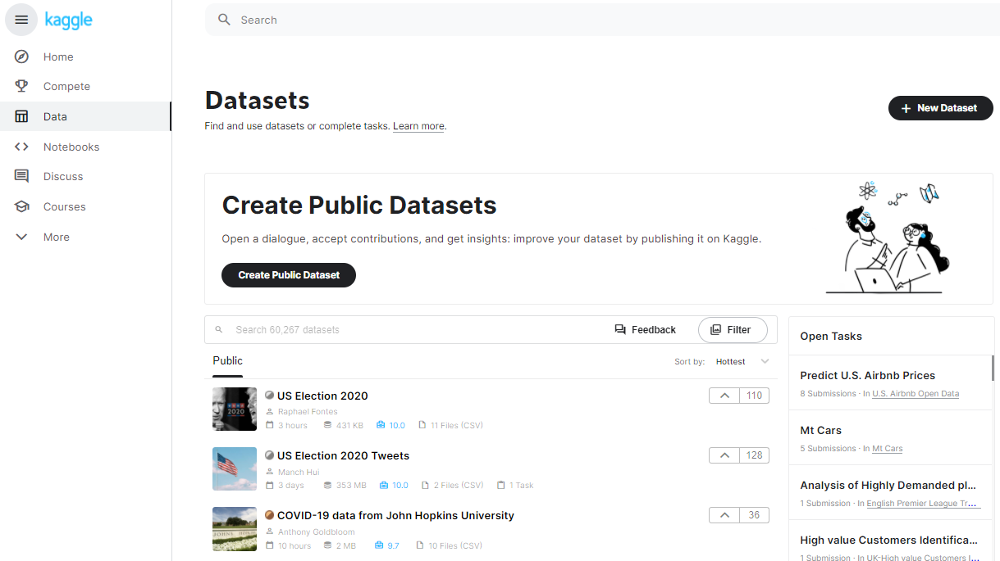 kaggle
Search
Home
Compete
Data
Notebooks
Discuss
Courses
More
Datasets
Find and use datasets or complete tasks. Learn more.
New Dataset
Create Public Datasets
Open a dialogue, accept contributions, and get insights: improve your dataset by publishing it on Kaggle.
Create Public Dataset
Search 60,267 datasets
Feedback
Filter
Public
Sort by: Hottest
2020
US Election 2020
Raphael Fontes
3 hours 431 KB 10.0 11 Files (CSV)
110
US Election 2020 Tweets
Manch Hui
3 days 353 MB 10.0 2 Files (CSV) 1 Task
128
COVID-19 data from John Hopkins University
Anthony Goldbloom
10 hours 2 MB 9.7 10 Files (CSV)
36
Open Tasks
Predict U.S. Airbnb Prices
8 Submissions · In U.S. Airbnb Open Data
Mt Cars
5 Submissions · In Mt Cars
Analysis of Highly Demanded pl...
1 Submission · In English Premier League Tr...
High value Customers Identifica...
1 Submission · In UK-High value Customers I...